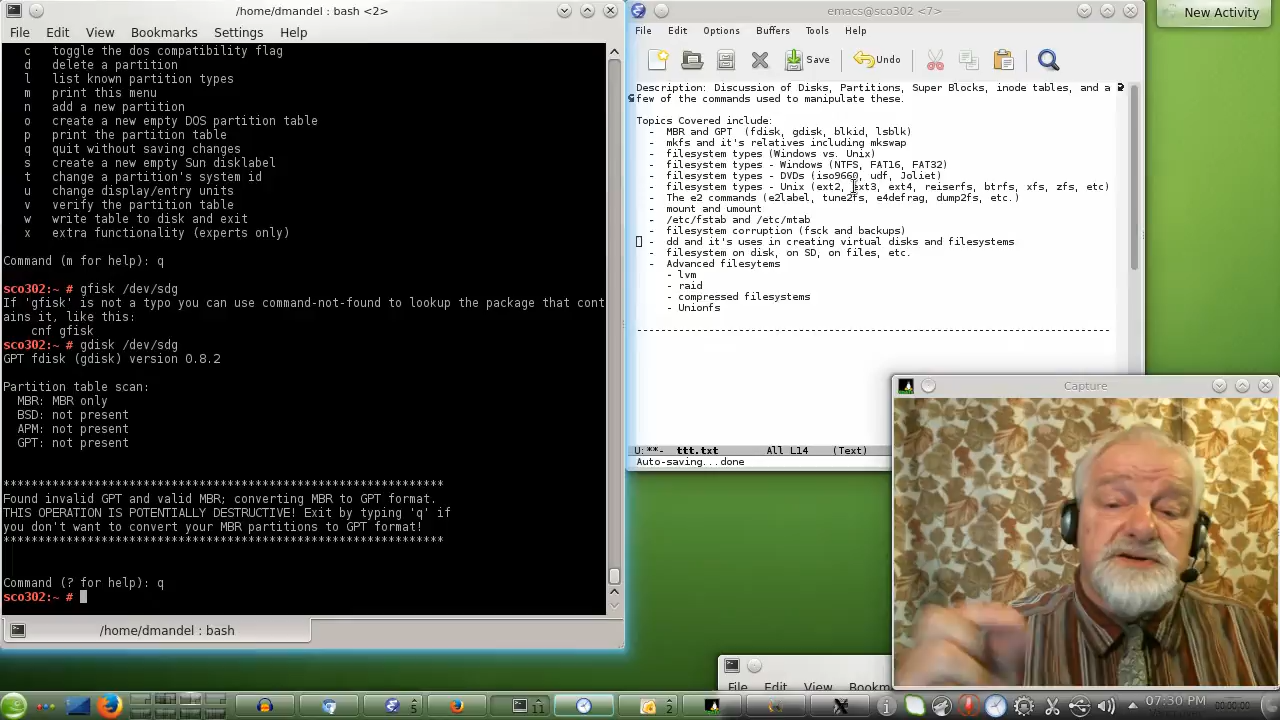 /home/dmandel : bash <2>
File Edit View Bookmarks Settings Help
c toggle the dos compatibility flag
d delete a partition
l list known partition types
m print this menu
n add a new partition
o create a new empty DOS partition table
p print the partition table
q quit without saving changes
s create a new empty Sun disklabel
t change a partition's system id
u change display/entry units
v verify the partition table
w write table to disk and exit
x extra functionality (experts only)
Command (m for help): q
sco302:~ # gfisk /dev/sdg
If 'gfisk' is not a typo you can use command-not-found to lookup the package that cont
ains it, like this:
cnf gfisk
sco302:~ # gdisk /dev/sdg
GPT fdisk (gdisk) version 0.8.2
Partition table scan:
MBR: MBR only
BSD: not present
APM: not present
GPT: not present
***************************************************************
Found invalid GPT and valid MBR; converting MBR to GPT format.
THIS OPERATION IS POTENTIALLY DESTRUCTIVE! Exit by typing 'q' if
you don't want to convert your MBR partitions to GPT format!
***************************************************************
Command (? for help): q
sco302:~ #
/home/dmandel : bash
emacs@sco302 <7>
File Edit Options Buffers Tools Help
Save Undo
Description: Discussion of Disks, Partitions, Super Blocks, inode tables, and a
few of the commands used to manipulate these.
Topics Covered include:
- MBR and GPT (fdisk, gdisk, blkid, lsblk)
- mkfs and it's relatives including mkswap
- filesystem types (Windows vs. Unix)
- filesystem types - Windows (NTFS, FAT16, FAT32)
- filesystem types - DVDs (iso9660, udf, Joliet)
- filesystem types - Unix (ext2, ext3, ext4, reiserfs, btrfs, xfs, zfs, etc)
- The e2 commands (e2label, tune2fs, e4defrag, dump2fs, etc.)
- mount and umount
- /etc/fstab and /etc/mtab
- filesystem corruption (fsck and backups)
- dd and it's uses in creating virtual disks and filesystems
- filesystem on disk, on SD, on files, etc.
- Advanced filesytems
- lvm
- raid
- compressed filesystems
- Unionfs
--------------------------------------------------------------------------------
U:**- ttt.txt All L14 (Text)
Auto-saving...done
New Activity
Capture
File Edit View Bookm
5
11
2
07:30 PM